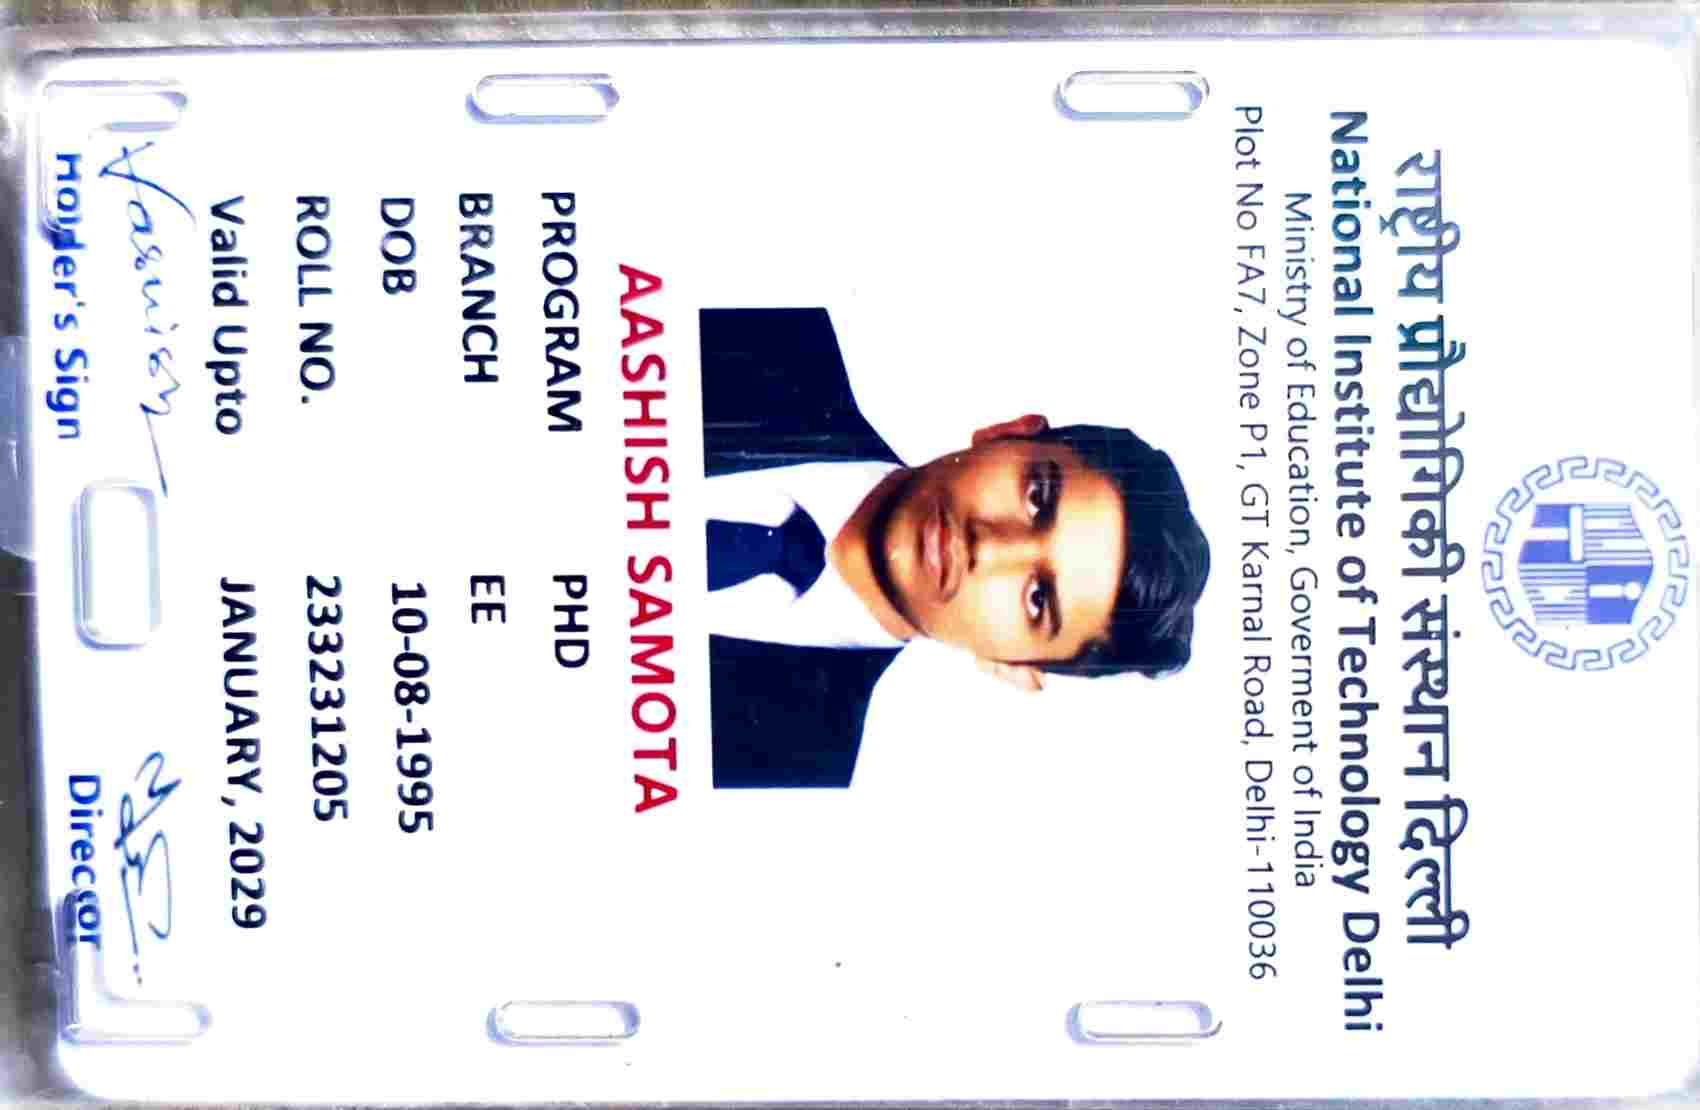 राष्ट्रीय प्रौद्योगिकी संस्थान दिल्ली
National Institute of Technology Delhi
Ministry of Education, Goverment of India
Plot No FA7, Zone P1, GT Karnal Road, Delhi-110036
AASHISH SAMOTA
PROGRAM PHD
BRANCH EE
DOB 10-08-1995
ROLL NO. 233231205
Valid Upto JANUARY, 2029
Aashish
Holder's Sign Director